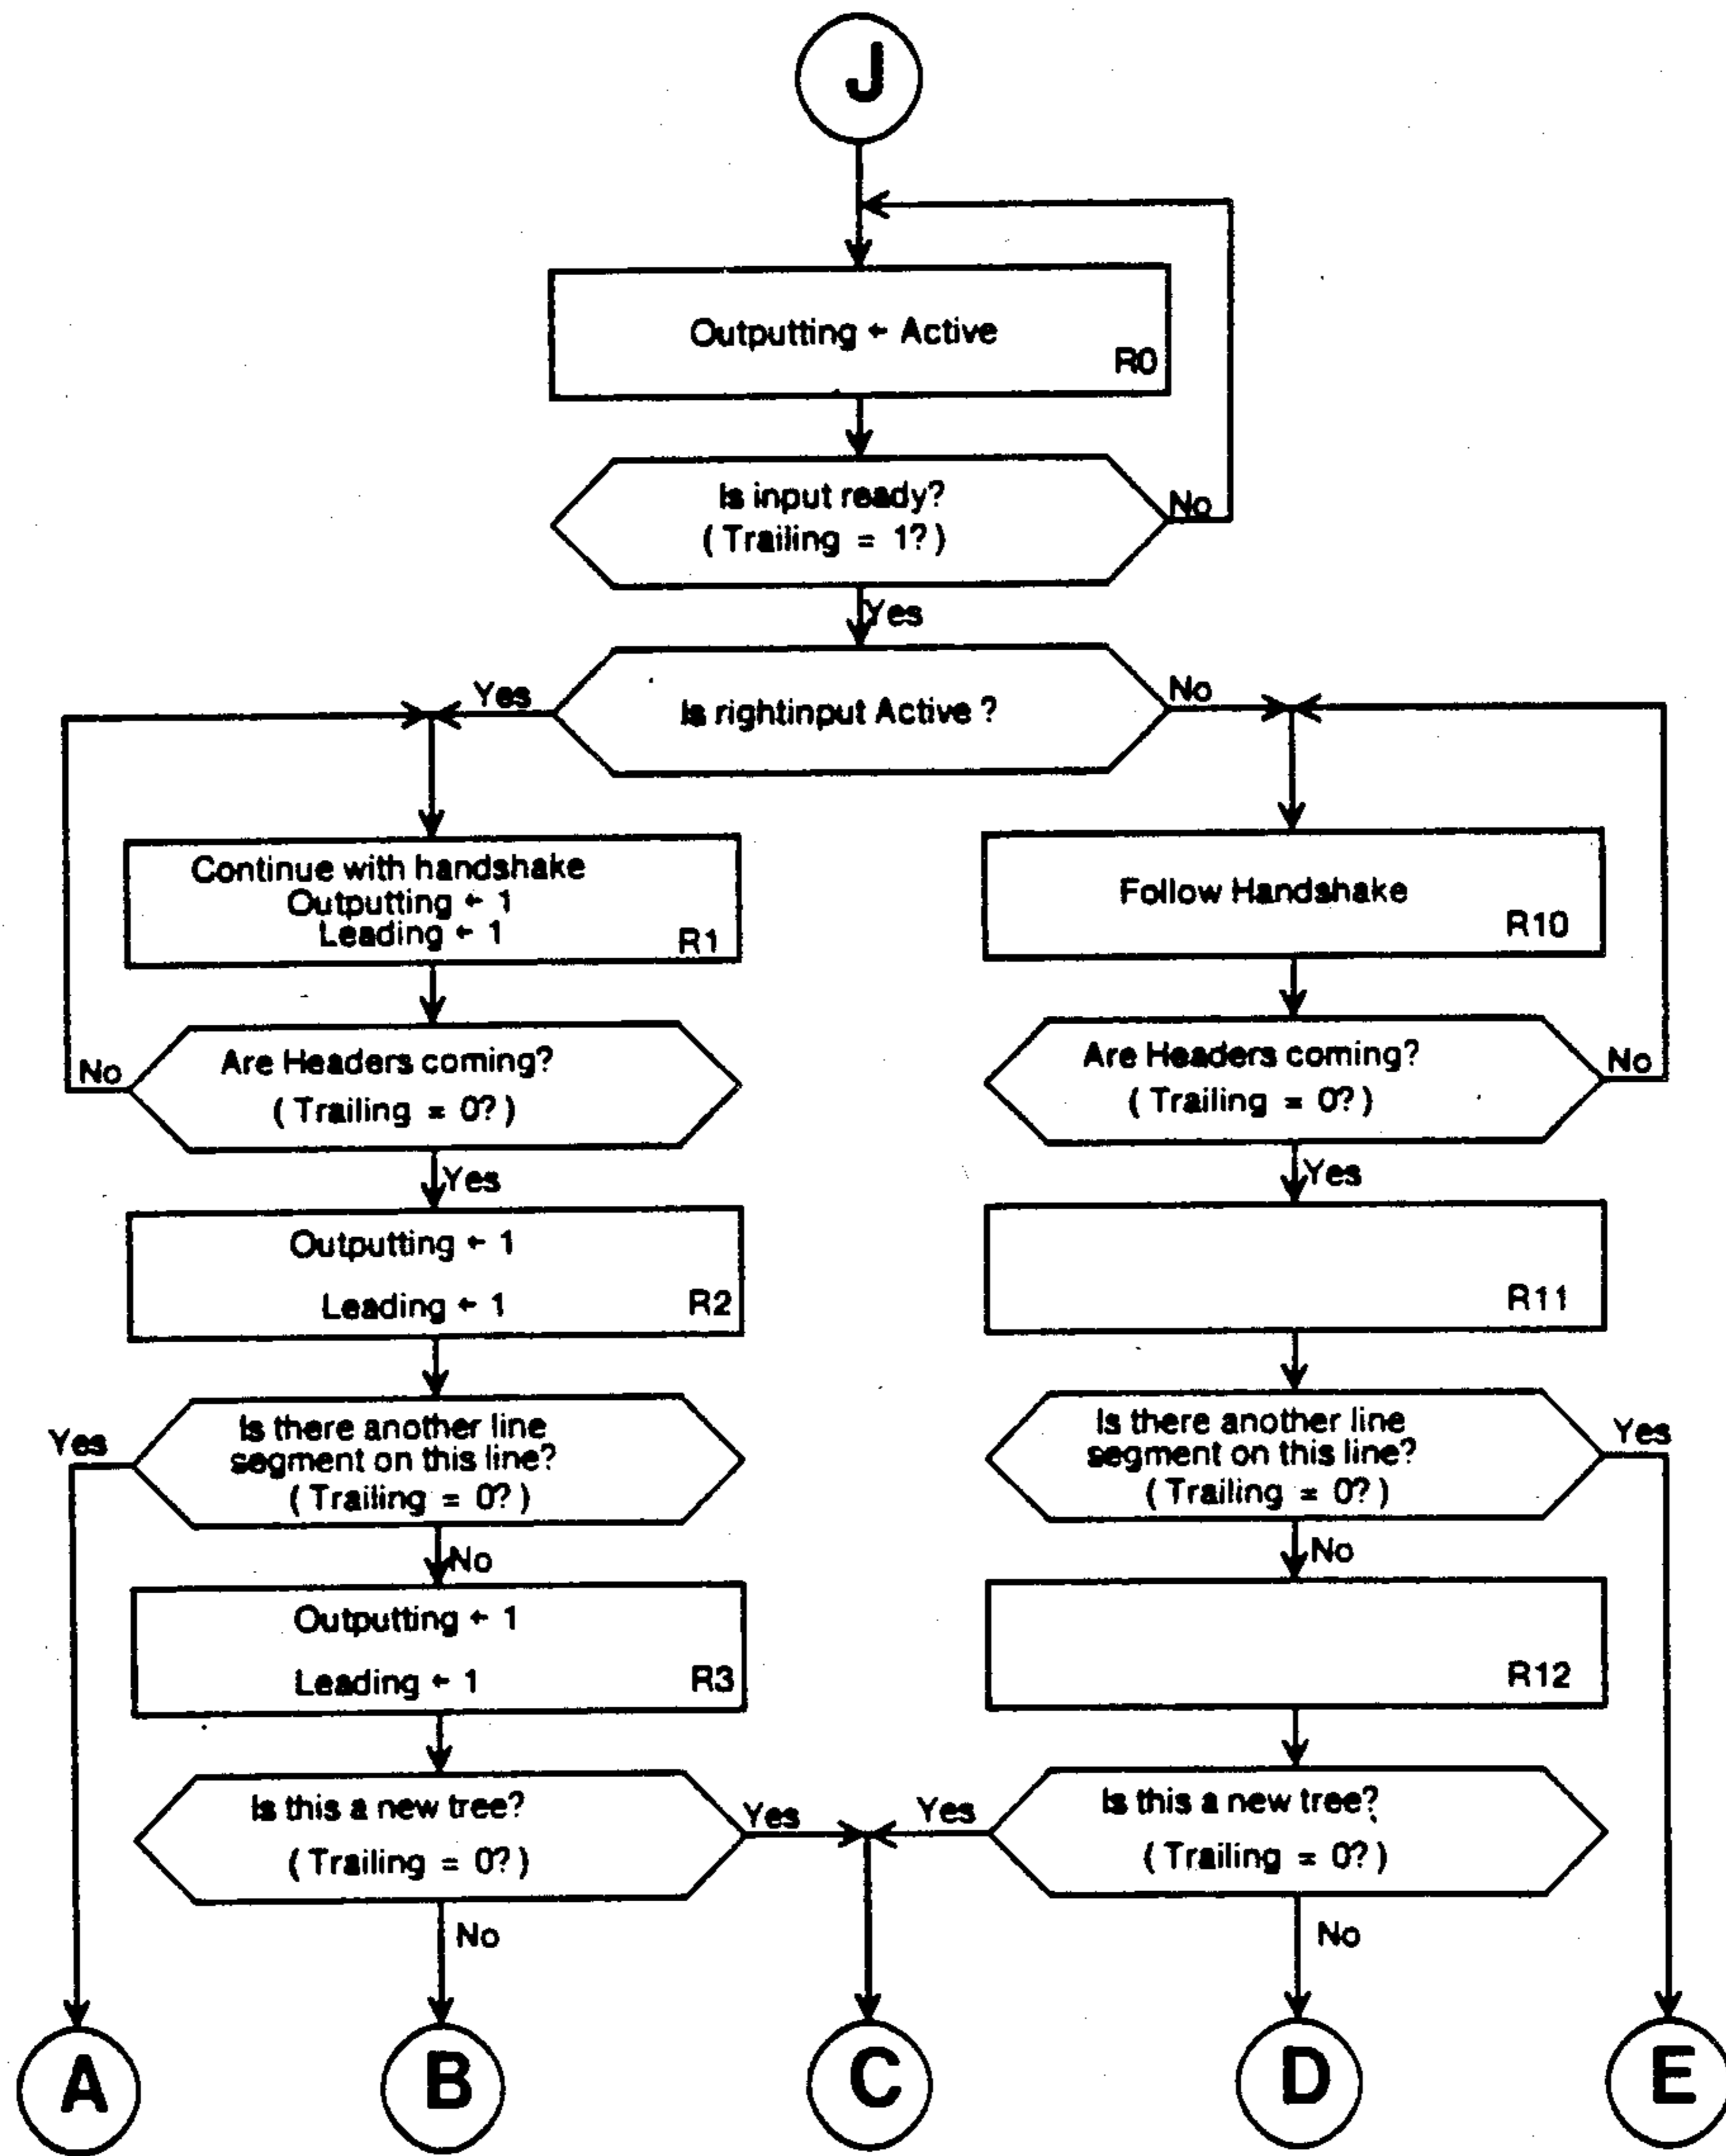 J
Outputting ← Active
R0
Is input ready?
( Trailing = 1? )
No
Yes
Is rightinput Active ?
Yes
No
Continue with handshake
Outputting ← 1
Leading ← 1
R1
Follow Handshake
R10
Are Headers coming?
( Trailing = 0? )
No
Yes
Are Headers coming?
( Trailing = 0? )
No
Yes
Outputting ← 1
Leading ← 1
R2
R11
Is there another line
segment on this line?
( Trailing = 0? )
Yes
No
Is there another line
segment on this line?
( Trailing = 0? )
Yes
No
Outputting ← 1
Leading ← 1
R3
R12
Is this a new tree?
( Trailing = 0? )
Yes
No
Is this a new tree?
( Trailing = 0? )
Yes
No
A
B
C
D
E